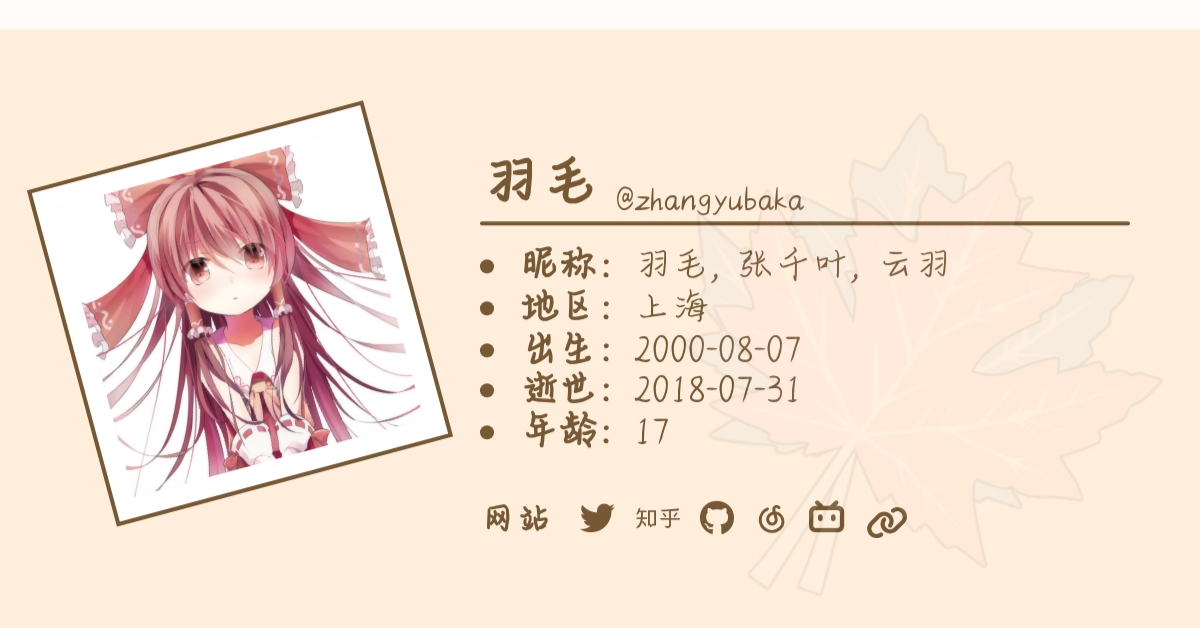 羽毛 @zhangyubaka
昵称： 羽毛, 张千叶, 云羽
地区： 上海
出生： 2000-08-07
逝世： 2018-07-31
年龄： 17
网站 知乎